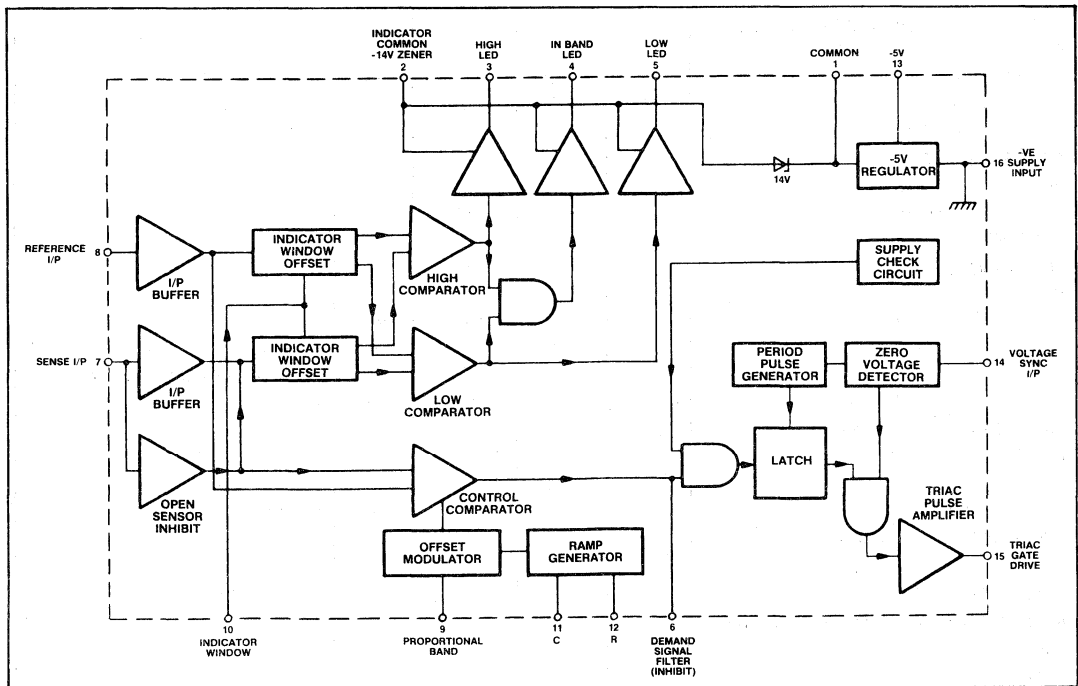 INDICATOR
COMMON
-14V ZENER
2
HIGH
LED
3
IN BAND
LED
4
LOW
LED
5
COMMON
1
-5V
13
14V
-5V
REGULATOR
16
-VE
SUPPLY
INPUT
REFERENCE
I/P
8
I/P
BUFFER
INDICATOR
WINDOW
OFFSET
HIGH
COMPARATOR
SUPPLY
CHECK
CIRCUIT
SENSE I/P
7
I/P
BUFFER
INDICATOR
WINDOW
OFFSET
LOW
COMPARATOR
PERIOD
PULSE
GENERATOR
ZERO
VOLTAGE
DETECTOR
14
VOLTAGE
SYNC
I/P
OPEN
SENSOR
INHIBIT
CONTROL
COMPARATOR
LATCH
TRIAC
PULSE
AMPLIFIER
OFFSET
MODULATOR
RAMP
GENERATOR
15
TRIAC
GATE
DRIVE
10
INDICATOR
WINDOW
9
PROPORTIONAL
BAND
11
C
12
R
6
DEMAND
SIGNAL
FILTER
(INHIBIT)